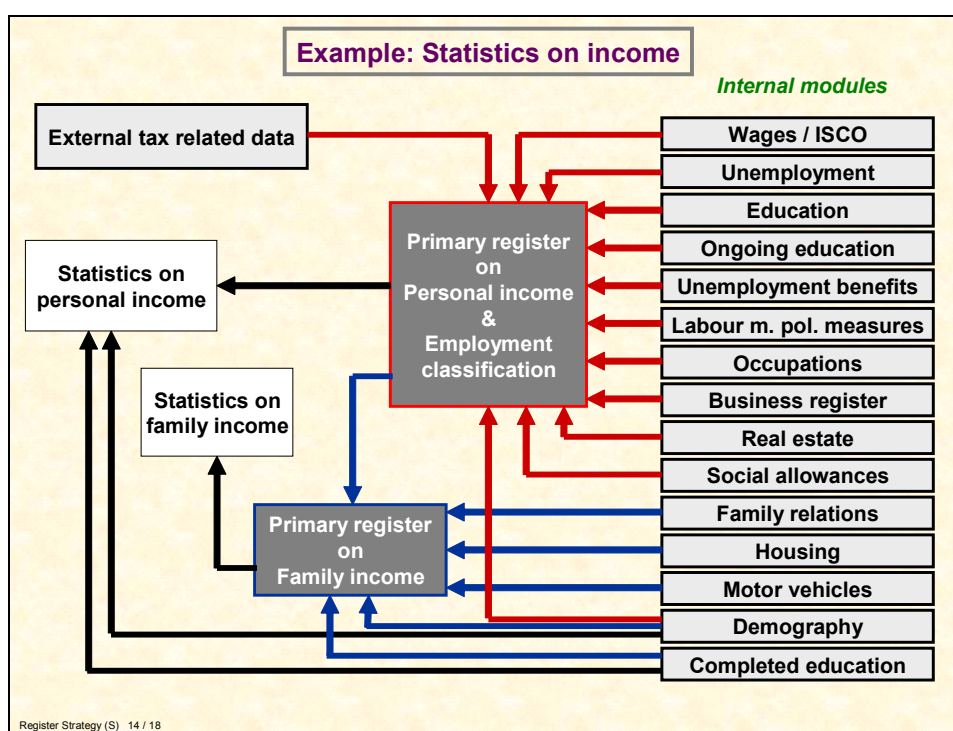 Example: Statistics on income
Internal modules
External tax related data
Wages / ISCO
Unemployment
Education
Ongoing education
Unemployment benefits
Labour m. pol. measures
Occupations
Business register
Real estate
Social allowances
Family relations
Housing
Motor vehicles
Demography
Completed education
Primary register
on
Personal income
&
Employment
classification
Statistics on
personal income
Statistics on
family income
Primary register
on
Family income
Register Strategy (S) 14 / 18